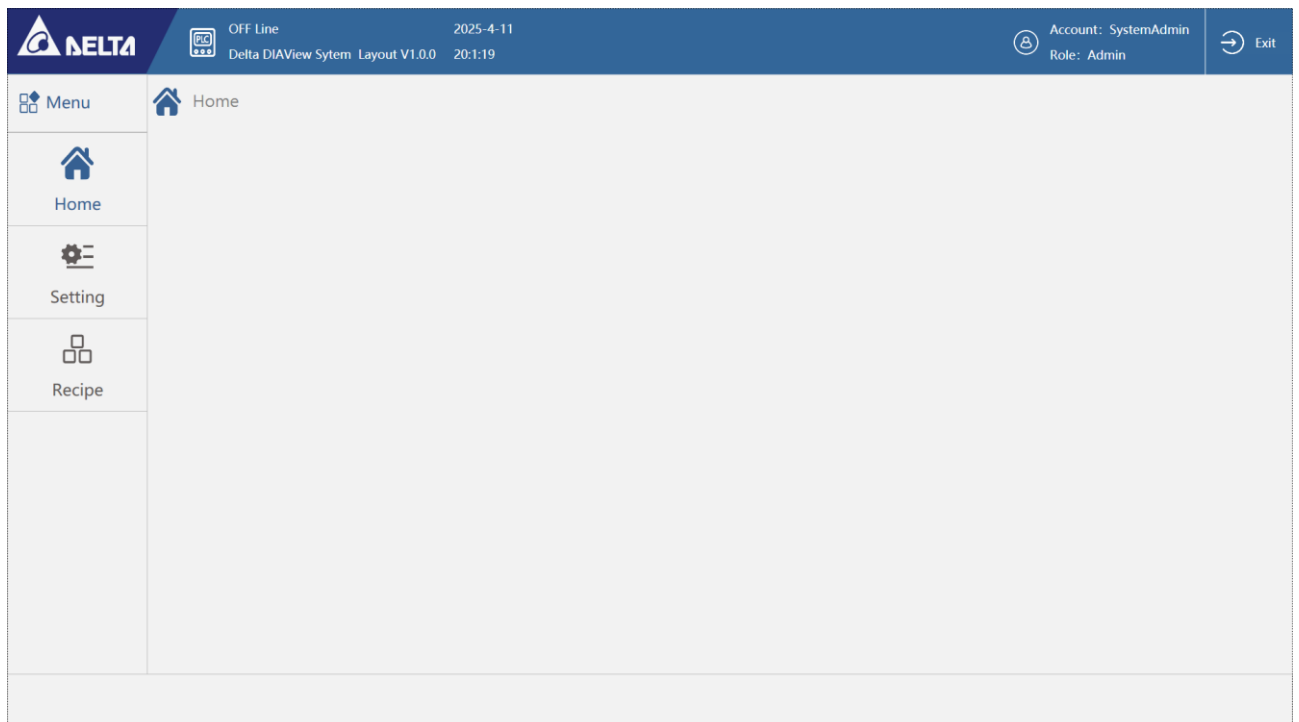 DELTA
PLC
OFF Line
2025-4-11
Delta DIAView Sytem Layout V1.0.0
20:1:19
Account: SystemAdmin
Role: Admin
Exit
Menu
Home
Home
Setting
Recipe